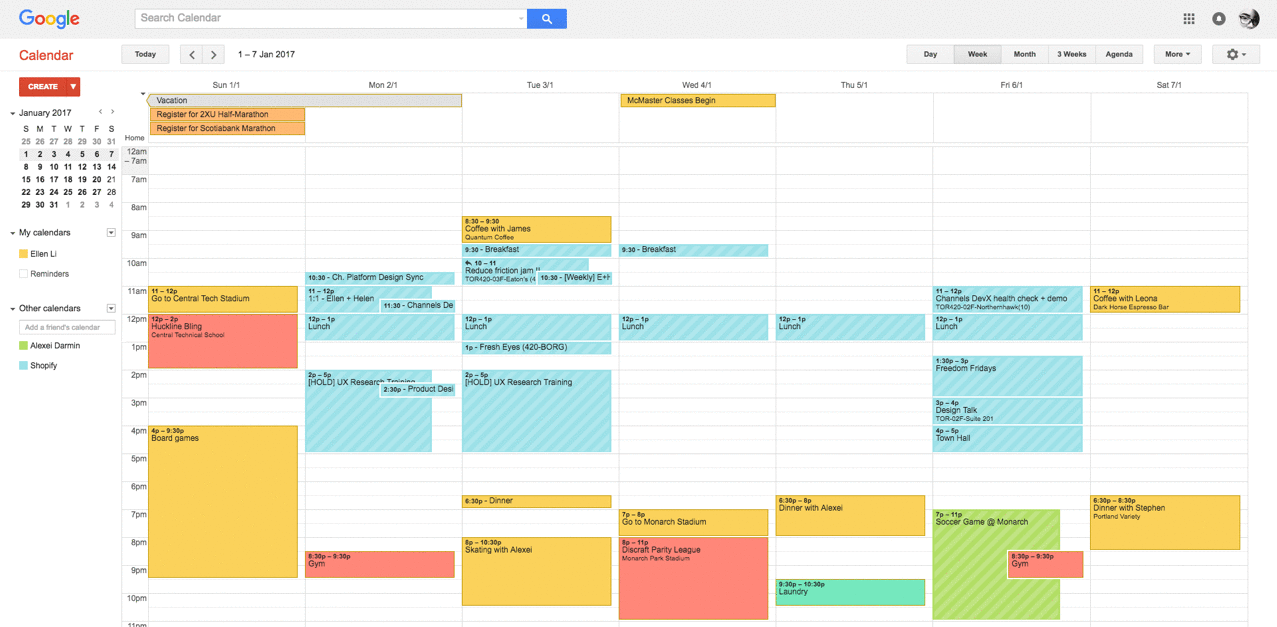 Google
Search Calendar
Calendar
Today
1 – 7 Jan 2017
Day
Week
Month
3 Weeks
Agenda
More
CREATE
January 2017
S M T W T F S
25 26 27 28 29 30 31
1 2 3 4 5 6 7
8 9 10 11 12 13 14
15 16 17 18 19 20 21
22 23 24 25 26 27 28
29 30 31 1 2 3 4
My calendars
Ellen Li
Reminders
Other calendars
Add a friend's calendar
Alexei Darmin
Shopify
Sun 1/1
Mon 2/1
Tue 3/1
Wed 4/1
Thu 5/1
Fri 6/1
Sat 7/1
Vacation
McMaster Classes Begin
Register for 2XU Half-Marathon
Register for Scotiabank Marathon
Home
12am
– 7am
7am
8am
9am
10am
11am
12pm
1pm
2pm
3pm
4pm
5pm
6pm
7pm
8pm
9pm
10pm
11pm
11 – 12p
Go to Central Tech Stadium
12p – 2p
Huckline Bling
Central Technical School
4p – 9:30p
Board games
10:30 - Ch. Platform Design Sync
11 – 12p
1:1 - Ellen + Helen
11:30 - Channels De
12p – 1p
Lunch
2p – 5p
[HOLD] UX Research Training
2:30p - Product Desi
8:30p – 9:30p
Gym
8:30 – 9:30
Coffee with James
Quantum Coffee
9:30 - Breakfast
10 – 11
Reduce friction jam !!
TOR420-03F-Eaton's (4
10:30 - [Weekly] E+H
12p – 1p
Lunch
1p - Fresh Eyes (420-BORG)
2p – 5p
[HOLD] UX Research Training
6:30p - Dinner
8p – 10:30p
Skating with Alexei
9:30 - Breakfast
12p – 1p
Lunch
7p – 8p
Go to Monarch Stadium
8p – 11p
Discraft Parity League
Monarch Park Stadium
12p – 1p
Lunch
6:30p – 8p
Dinner with Alexei
9:30p – 10:30p
Laundry
11 – 12p
Channels DevX health check + demo
TOR420-02F-Northernhawk(10)
12p – 1p
Lunch
1:30p – 3p
Freedom Fridays
3p – 4p
Design Talk
TOR-02F-Suite 201
4p – 5p
Town Hall
7p – 11p
Soccer Game @ Monarch
8:30p – 9:30p
Gym
11 – 12p
Coffee with Leona
Dark Horse Espresso Bar
6:30p – 8:30p
Dinner with Stephen
Portland Variety